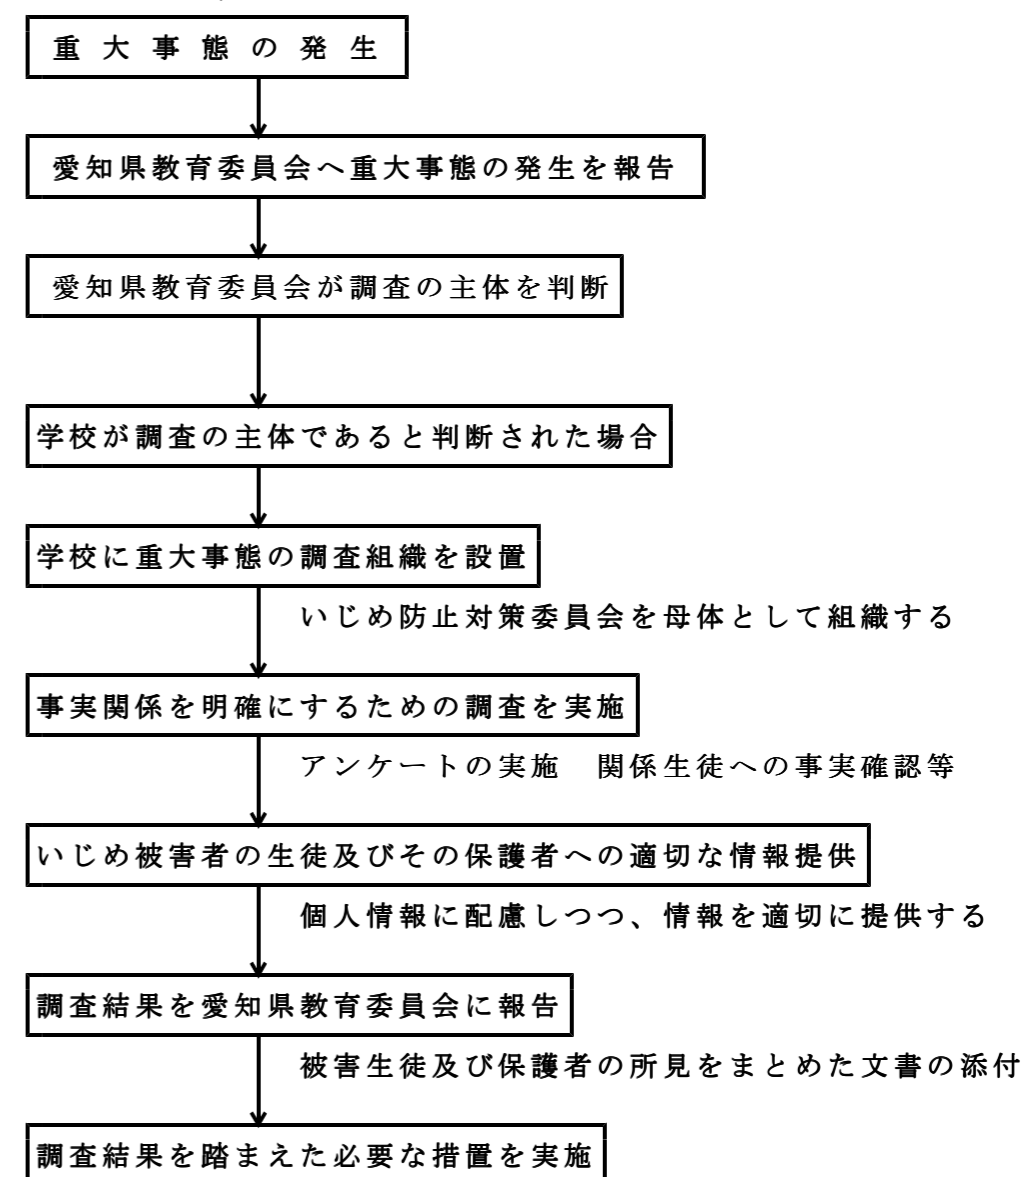 重大事態の発生
愛知県教育委員会へ重大事態の発生を報告
愛知県教育委員会が調査の主体を判断
学校が調査の主体であると判断された場合
学校に重大事態の調査組織を設置
いじめ防止対策委員会を母体として組織する
事実関係を明確にするための調査を実施
アンケートの実施　関係生徒への事実確認等
いじめ被害者の生徒及びその保護者への適切な情報提供
個人情報に配慮しつつ、情報を適切に提供する
調査結果を愛知県教育委員会に報告
被害生徒及び保護者の所見をまとめた文書の添付
調査結果を踏まえた必要な措置を実施